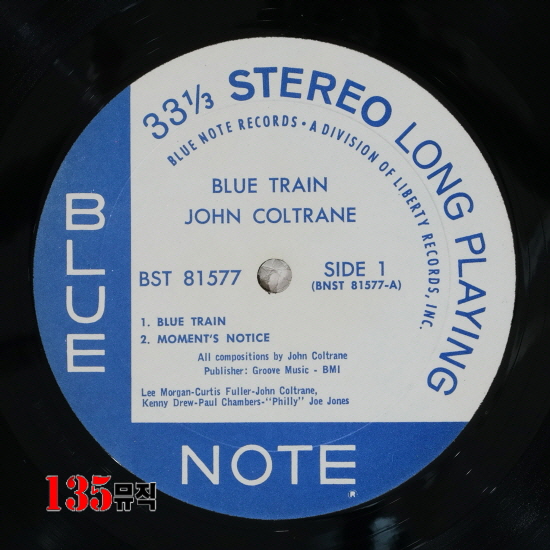 33⅓ STEREO LONG PLAYING
BLUE NOTE RECORDS • A DIVISION OF LIBERTY RECORDS, INC.
BLUE TRAIN
JOHN COLTRANE
BST 81577
SIDE 1
(BNST 81577-A)
1. BLUE TRAIN
2. MOMENT'S NOTICE
All compositions by John Coltrane
Publisher: Groove Music - BMI
Lee Morgan-Curtis Fuller-John Coltrane,
Kenny Drew-Paul Chambers-"Philly" Joe Jones
BLUE
NOTE
®
135뮤직